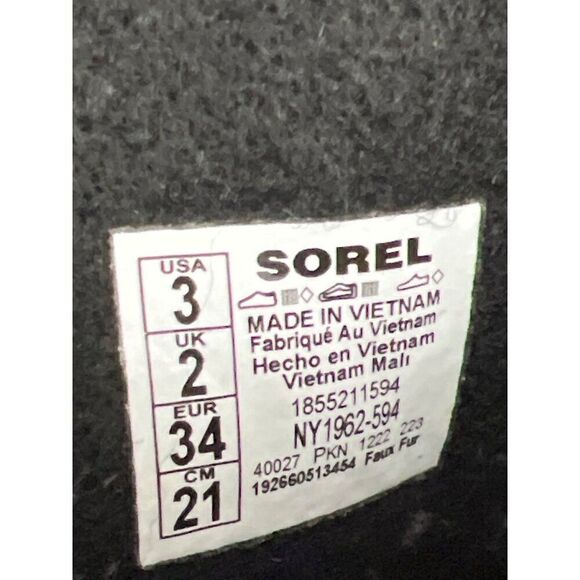 USA
3
UK
2
EUR
34
CM
21
SOREL
MADE IN VIETNAM
Fabriqué Au Vietnam
Hecho en Vietnam
Vietnam Malı
1855211594
NY1962-594
40027 PKN 1222 223
192660513454 Faux Fur